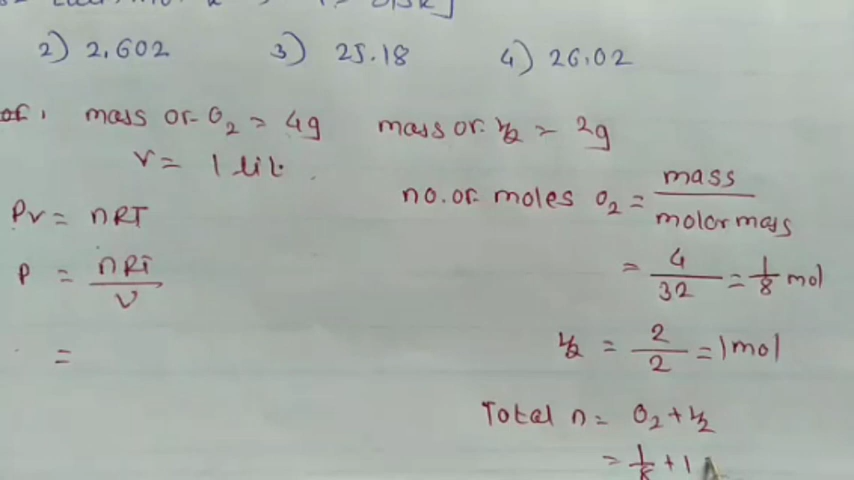 2) 2.602 3) 25.18 4) 26.02
mass of O₂ = 4g mass of H₂ = 2g
V = 1 lit.
PV = nRT
P = nRT / V
=
no. of moles O₂ = mass / molar mass
= 4 / 32 = 1/8 mol
H₂ = 2 / 2 = 1 mol
Total n = O₂ + H₂
= 1/8 + 1